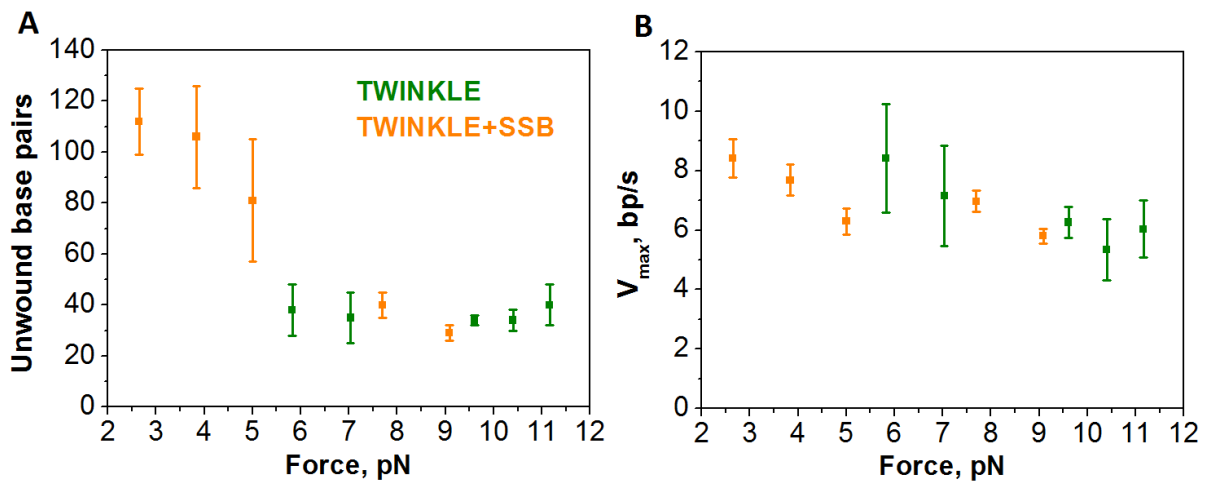 A
B
140
120
100
80
60
40
20
0
Unwound base pairs
TWINKLE
TWINKLE+SSB
2 3 4 5 6 7 8 9 10 11 12
Force, pN
12
10
8
6
4
2
0
Vmax, bp/s
2 3 4 5 6 7 8 9 10 11 12
Force, pN